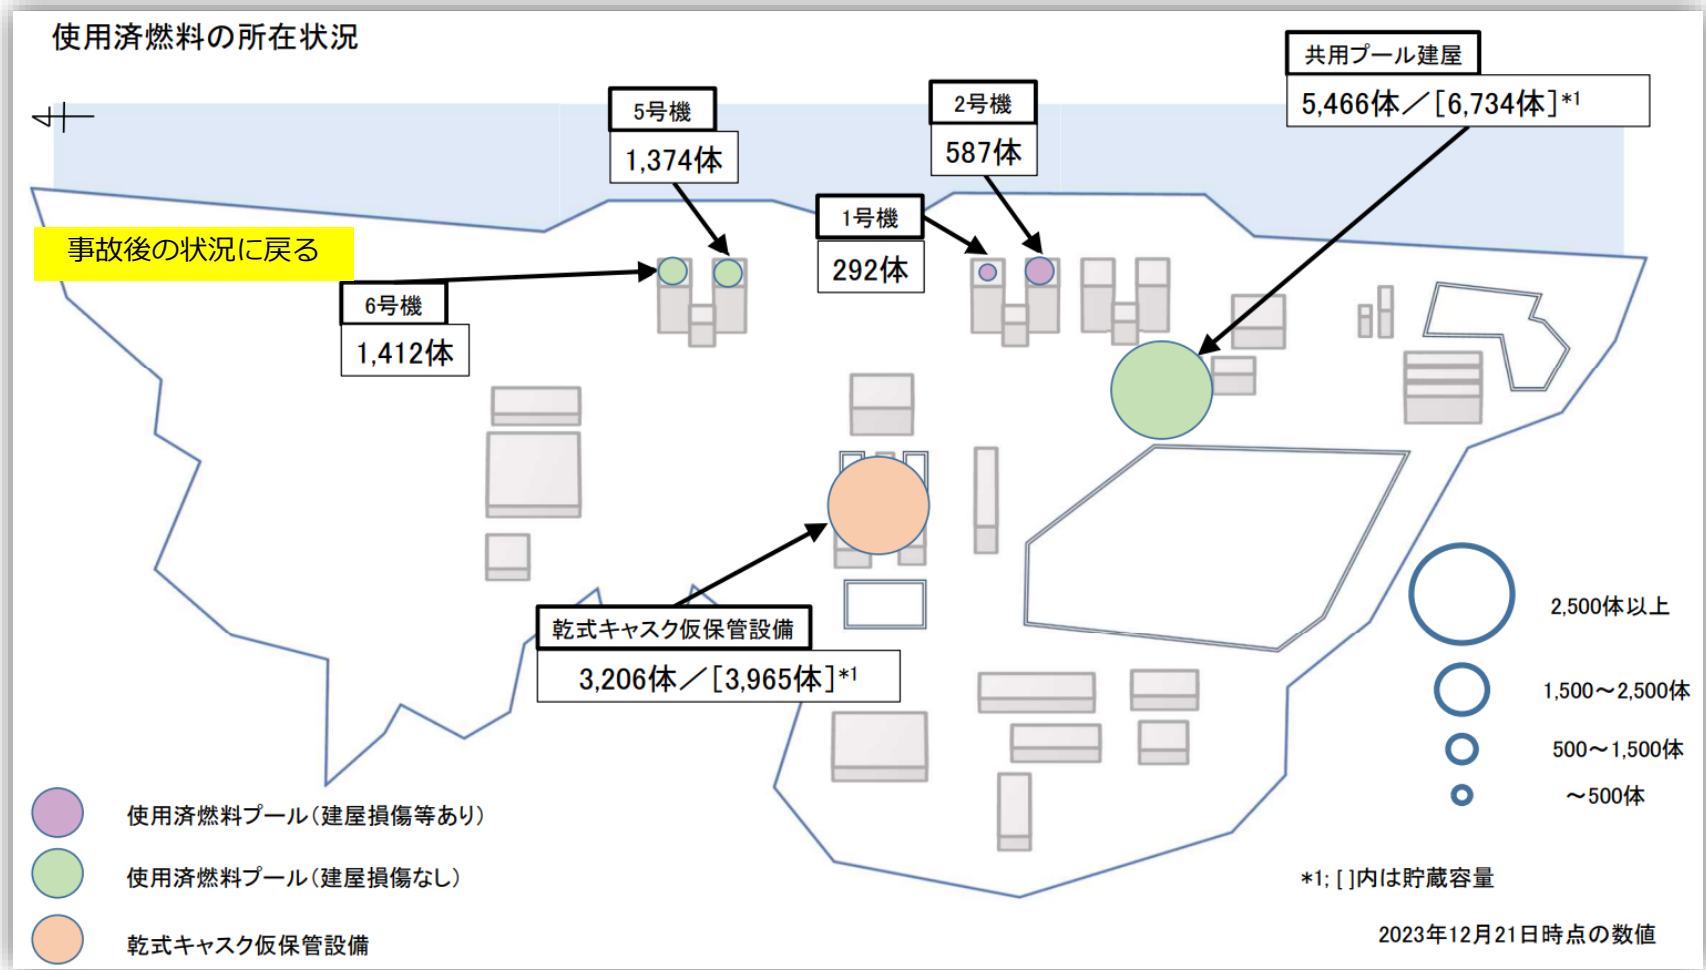 使用済燃料の所在状況
共用プール建屋
5,466体／[6,734体]*1
5号機
1,374体
2号機
587体
1号機
292体
事故後の状況に戻る
6号機
1,412体
乾式キャスク仮保管設備
3,206体／[3,965体]*1
2,500体以上
1,500～2,500体
500～1,500体
～500体
使用済燃料プール(建屋損傷等あり)
使用済燃料プール(建屋損傷なし)
乾式キャスク仮保管設備
*1; [ ]内は貯蔵容量
2023年12月21日時点の数値